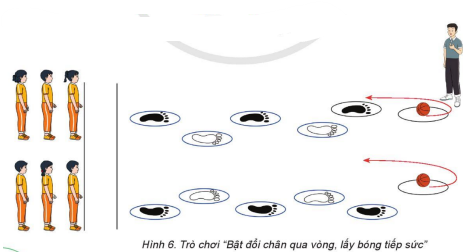 Hình 6. Trò chơi "Bật đổi chân qua vòng, lấy bóng tiếp sức"